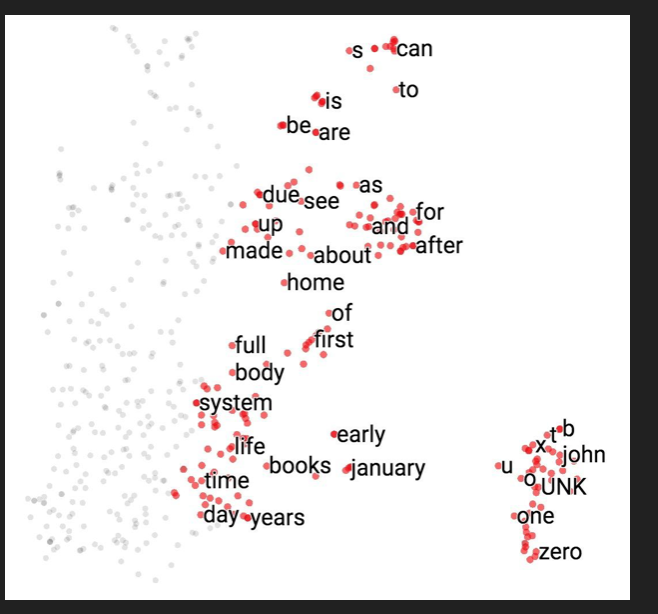 s can
to
is
be are
due see as
up and for
made about after
home
of
full first
body
system
early
life
books january
time
day years
b
t
x
john
u
o UNK
one
zero